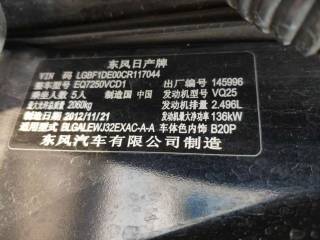 东风日产牌
VIN 码 LGBF1DE00CR117044
整车型号 EQ7250VCD1 出厂编号 145996
乘坐人数 5人 制造国 中国 发动机型号 VQ25
最大允许总质量 2060kg 发动机排量 2.496L
制造日期 2012/11/21 发动机最大净功率 136kW
适用型式 BLGALEWJ32EXAC-A-A 车体色内饰 B20P
东风汽车有限公司制造